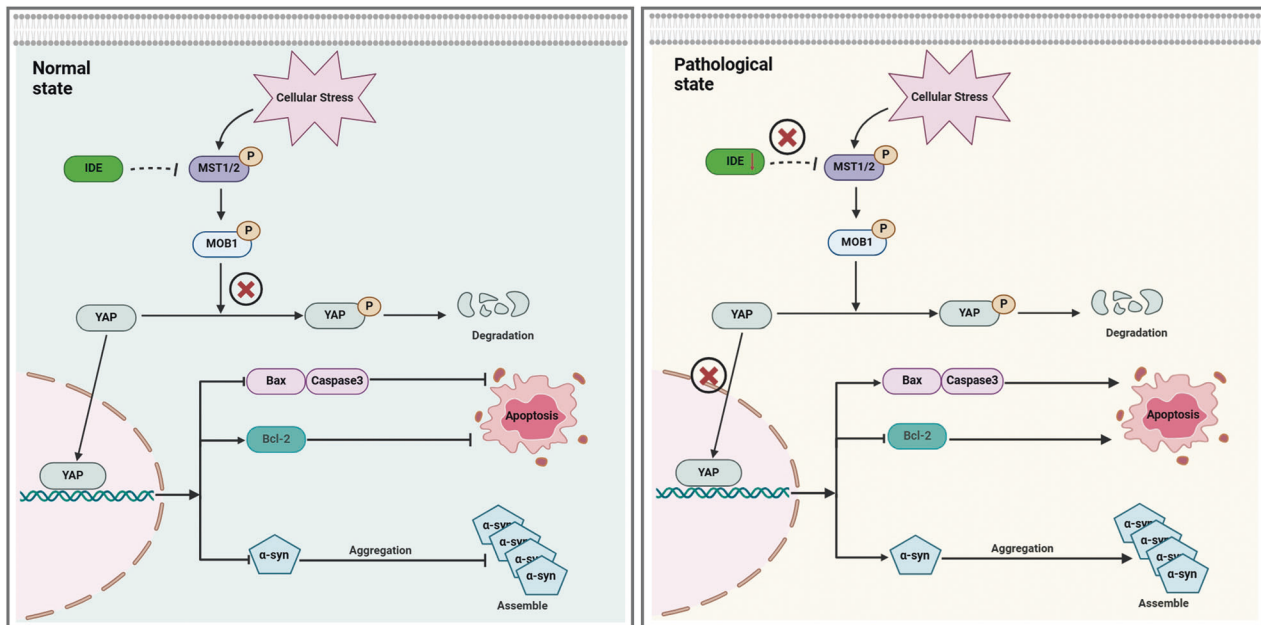 Normal
state
Cellular Stress
IDE
MST1/2
P
MOB1
P
YAP
YAP
P
Degradation
Bax
Caspase3
Apoptosis
Bcl-2
YAP
α-syn
Aggregation
α-syn
α-syn
α-syn
α-syn
Assemble
Pathological
state
Cellular Stress
IDE
MST1/2
P
MOB1
P
YAP
YAP
P
Degradation
Bax
Caspase3
Apoptosis
Bcl-2
YAP
α-syn
Aggregation
α-syn
α-syn
α-syn
α-syn
Assemble